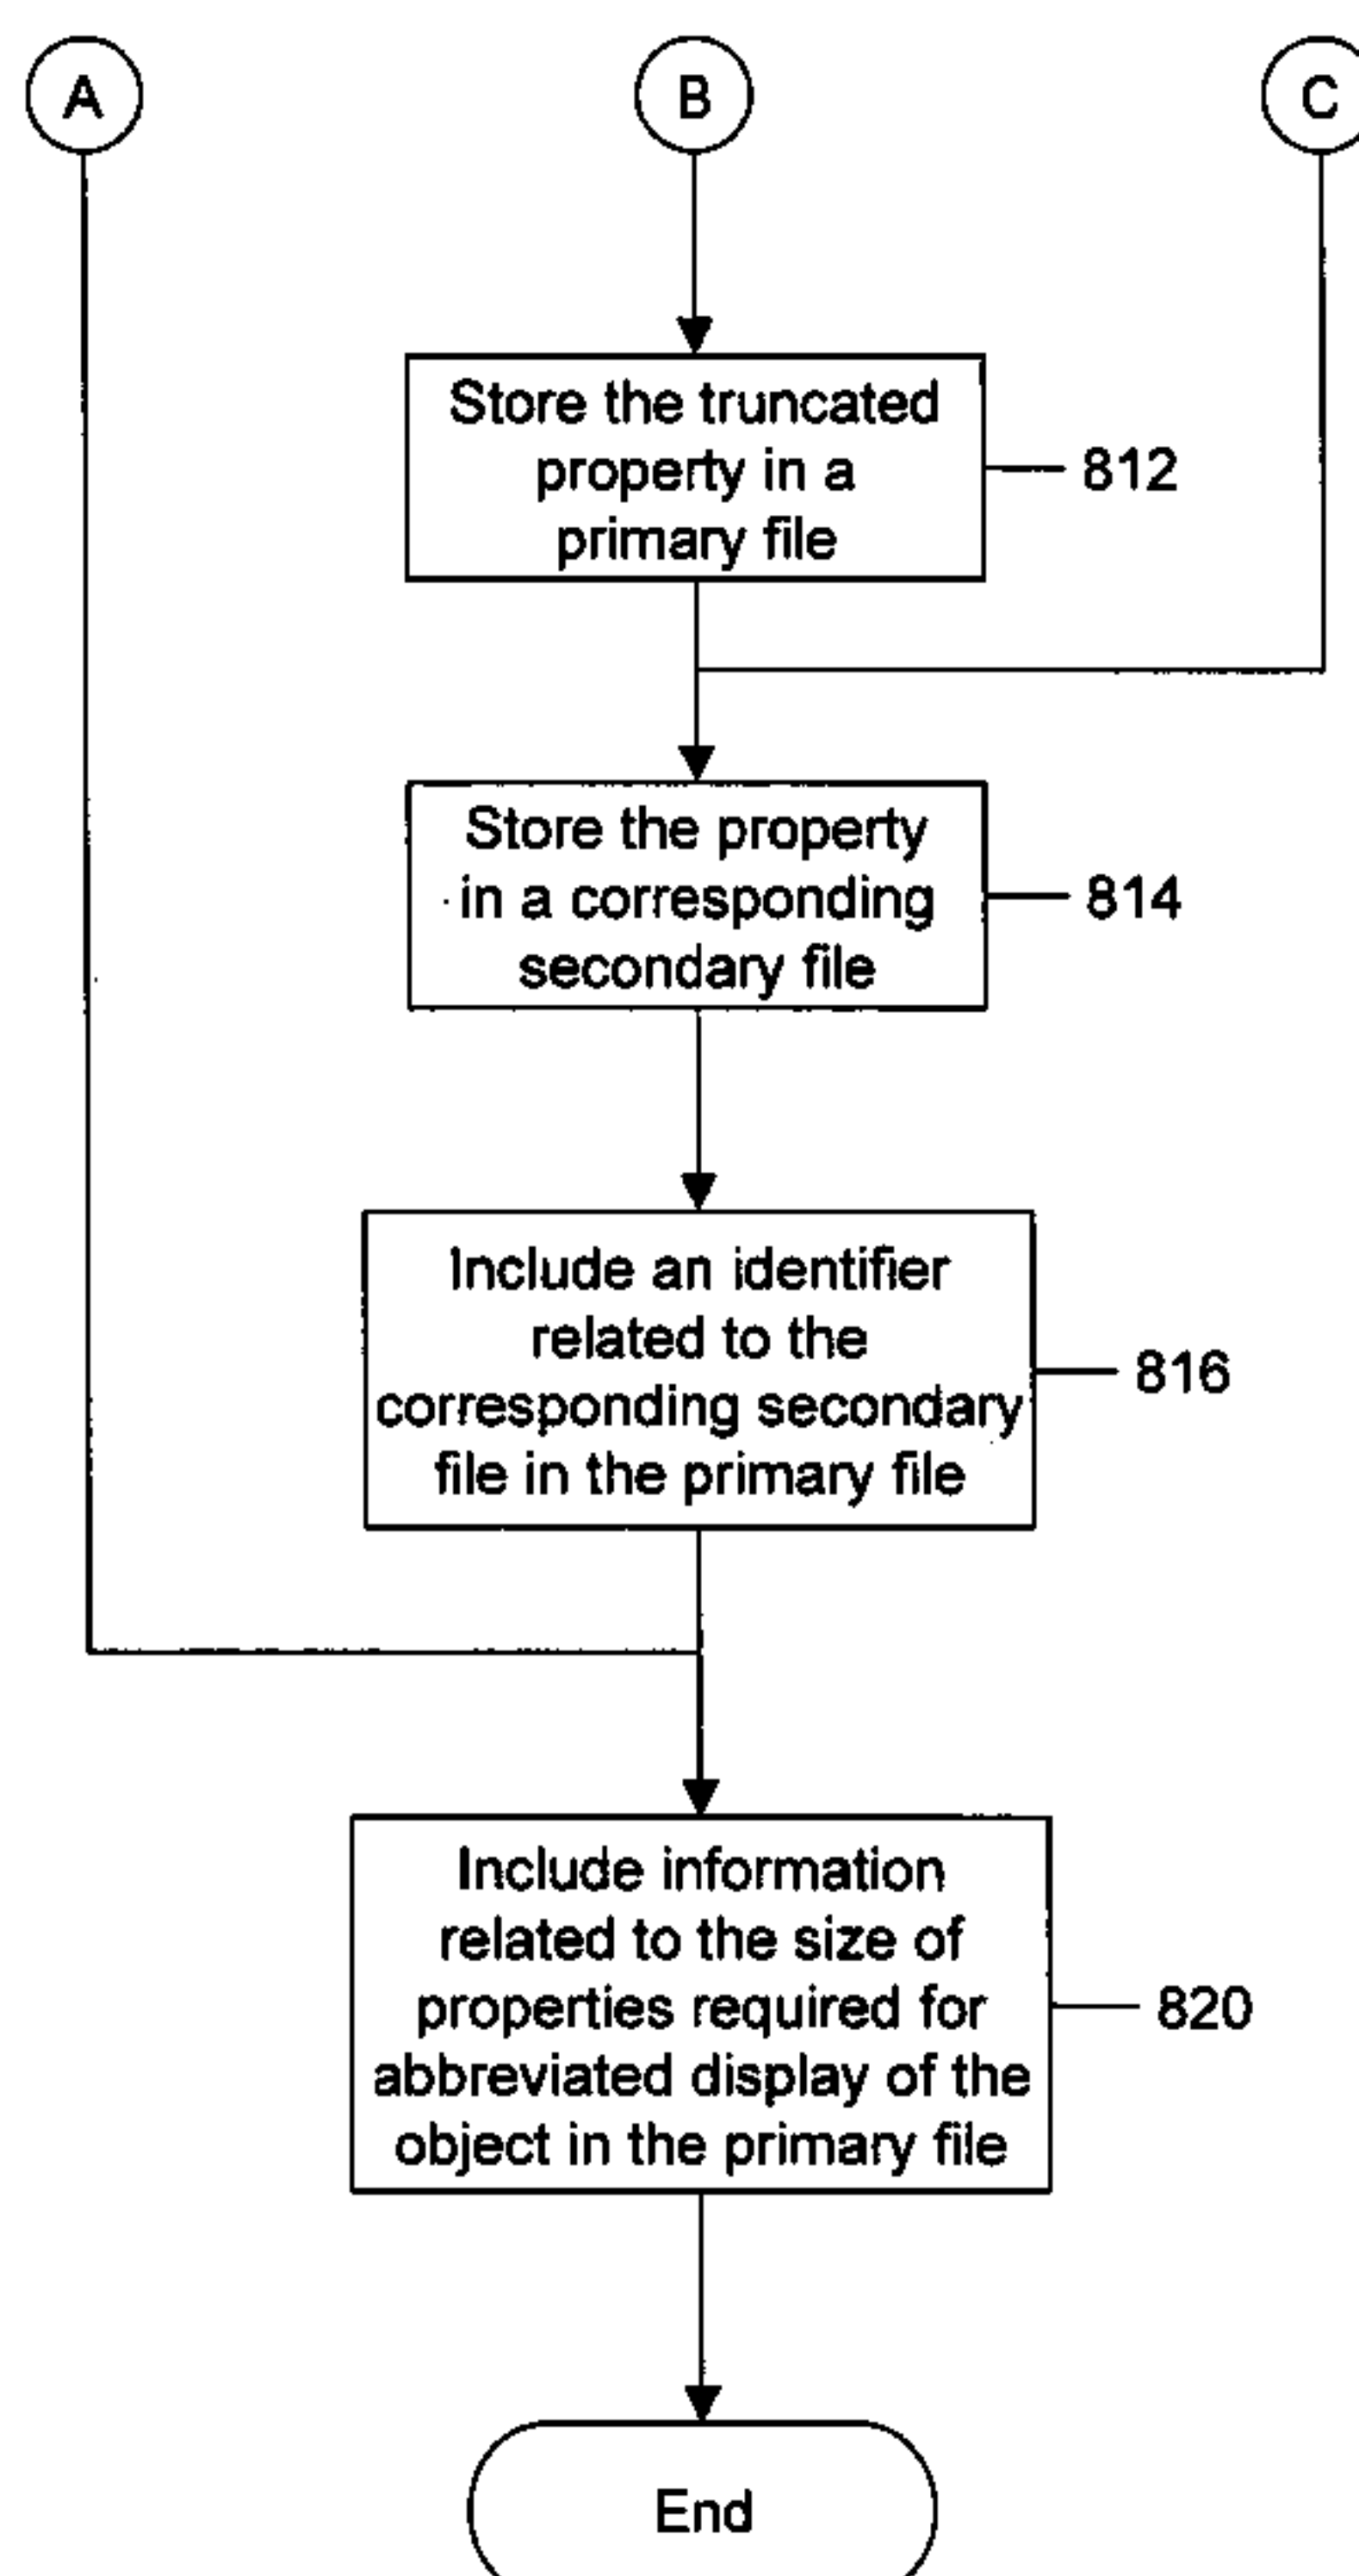 A
B
C
Store the truncated
property in a
primary file
812
Store the property
in a corresponding
secondary file
814
Include an identifier
related to the
corresponding secondary
file in the primary file
816
Include information
related to the size of
properties required for
abbreviated display of the
object in the primary file
820
End